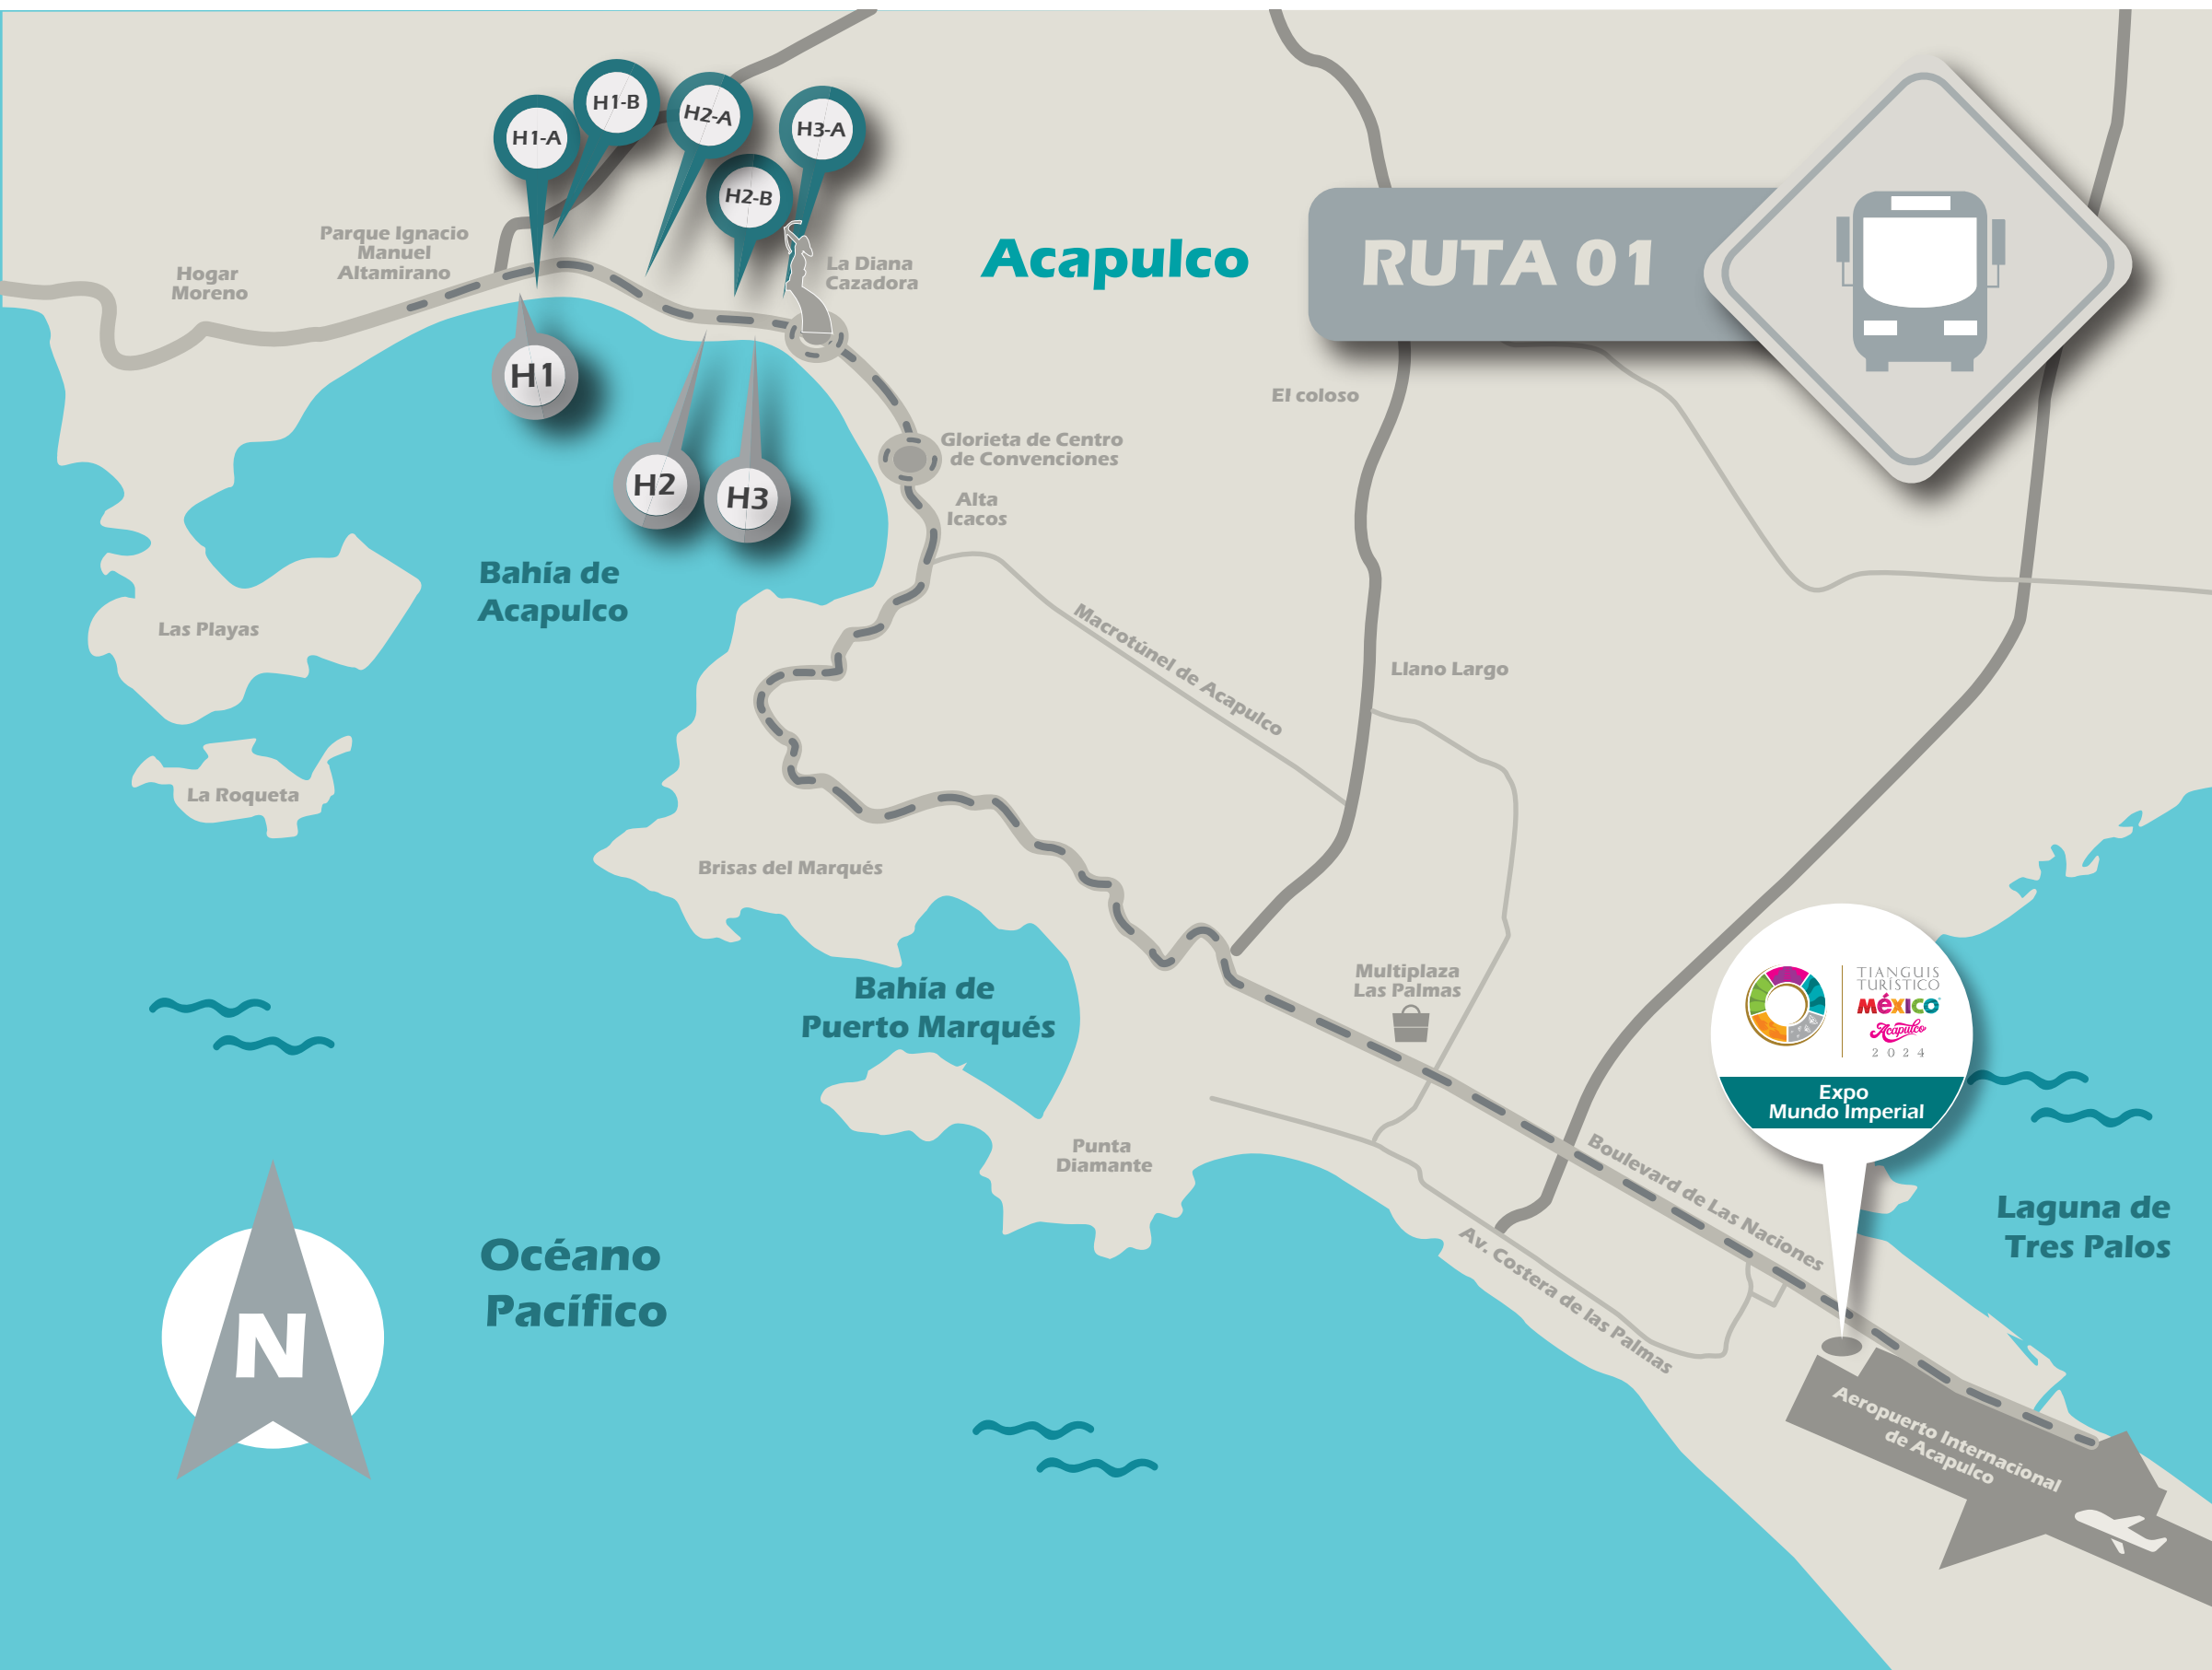 H1-A
H1-B
H2-A
H2-B
H3-A
RUTA 01
Parque Ignacio
Manuel
Altamirano
Hogar
Moreno
La Diana
Cazadora
Acapulco
H1
H2
H3
El coloso
Glorieta de Centro
de Convenciones
Alta
Icacos
Bahía de
Acapulco
Las Playas
Macrotúnel de Acapulco
Llano Largo
La Roqueta
Brisas del Marqués
Bahía de
Puerto Marqués
Multiplaza
Las Palmas
TIANGUIS
TURÍSTICO
MéXICO
Acapulco
2024
Expo
Mundo Imperial
Punta
Diamante
Boulevard de Las Naciones
Laguna de
Tres Palos
Av. Costera de las Palmas
Océano
Pacífico
N
Aeropuerto Internacional
de Acapulco